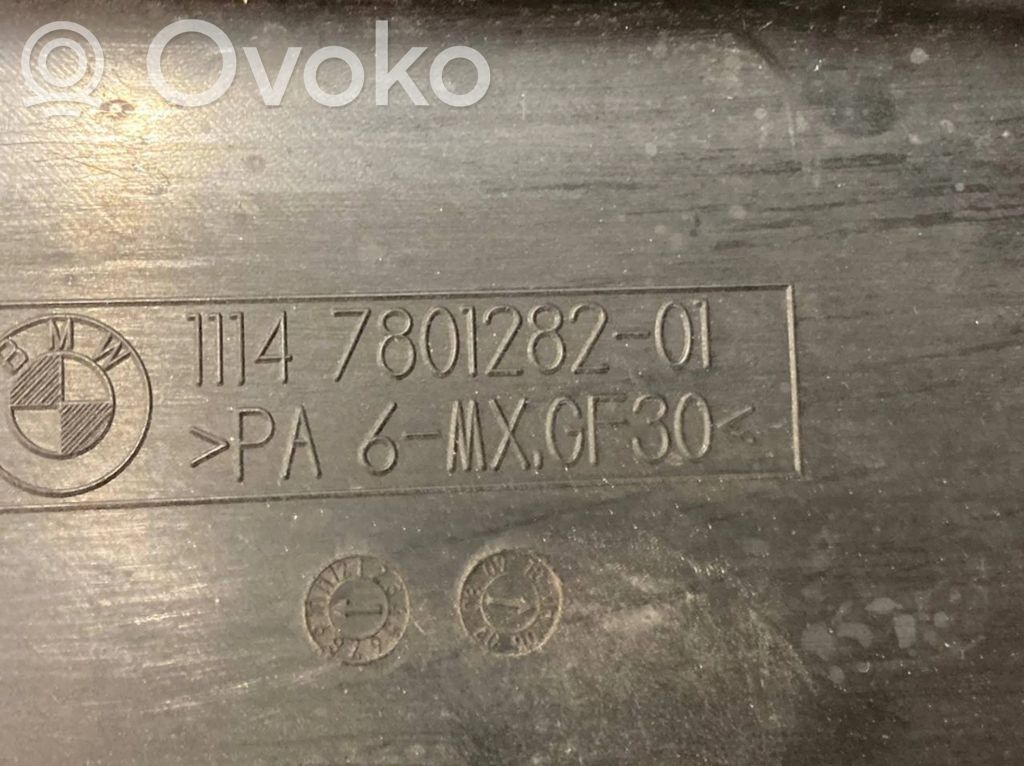 Ovoko
BMW
1114 7801282-01
>PA 6-MX.GF30<